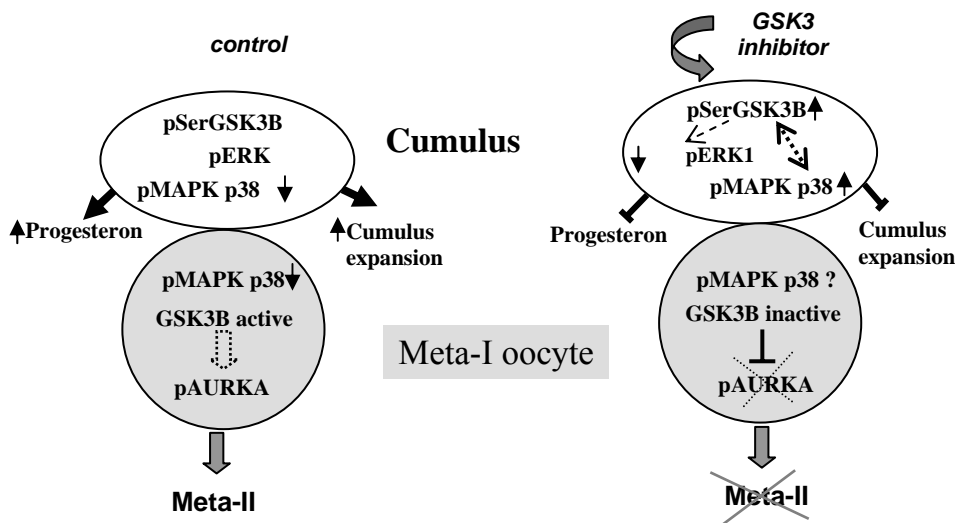 control
pSerGSK3B
pERK
pMAPK p38
Progesteron
Cumulus
expansion
pMAPK p38
GSK3B active
pAURKA
Meta-II
Cumulus
Meta-I oocyte
GSK3
inhibitor
pSerGSK3B
pERK1
pMAPK p38
Progesteron
Cumulus
expansion
pMAPK p38 ?
GSK3B inactive
pAURKA
Meta-II